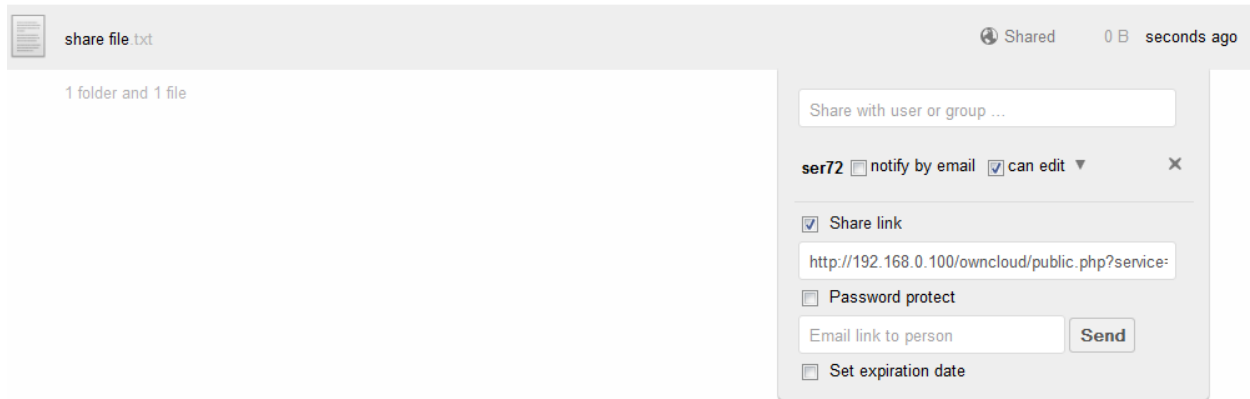 share file.txt Shared 0 B seconds ago
1 folder and 1 file
Share with user or group ...
ser72 notify by email can edit
Share link
http://192.168.0.100/owncloud/public.php?service=
Password protect
Email link to person Send
Set expiration date